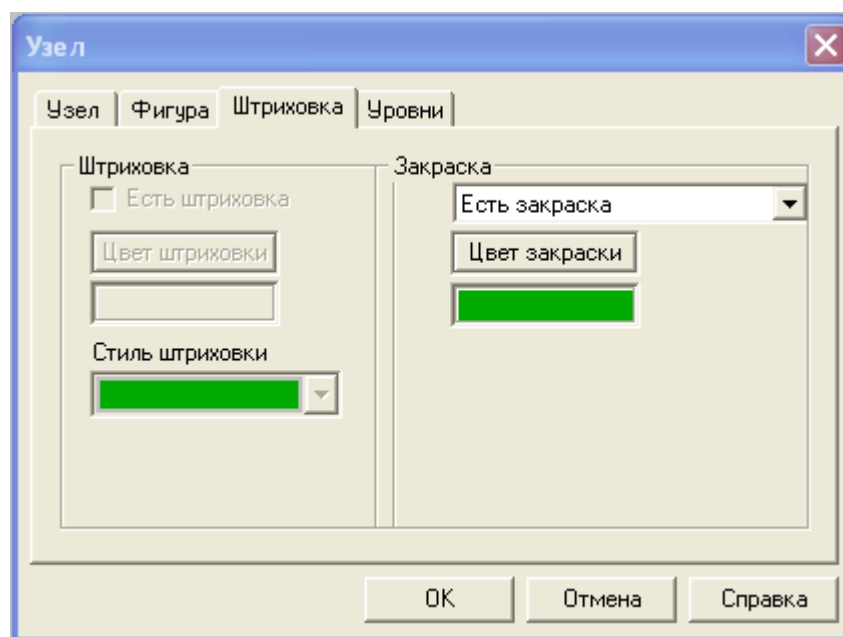 Узел
Узел Фигура Штриховка Уровни
Штриховка Закраска
Есть штриховка Есть закраска
Цвет штриховки Цвет закраски
Стиль штриховки
OK Отмена Справка